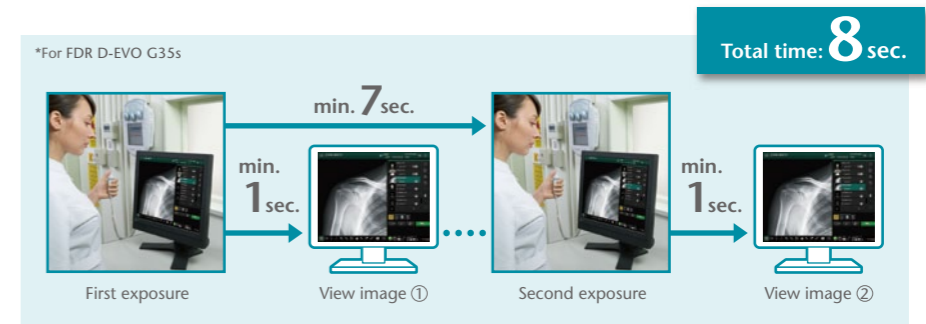 *For FDR D-EVO G35s
Total time: 8 sec.
min. 7 sec.
min.
1 sec.
min.
1 sec.
First exposure
View image ①
Second exposure
View image ②